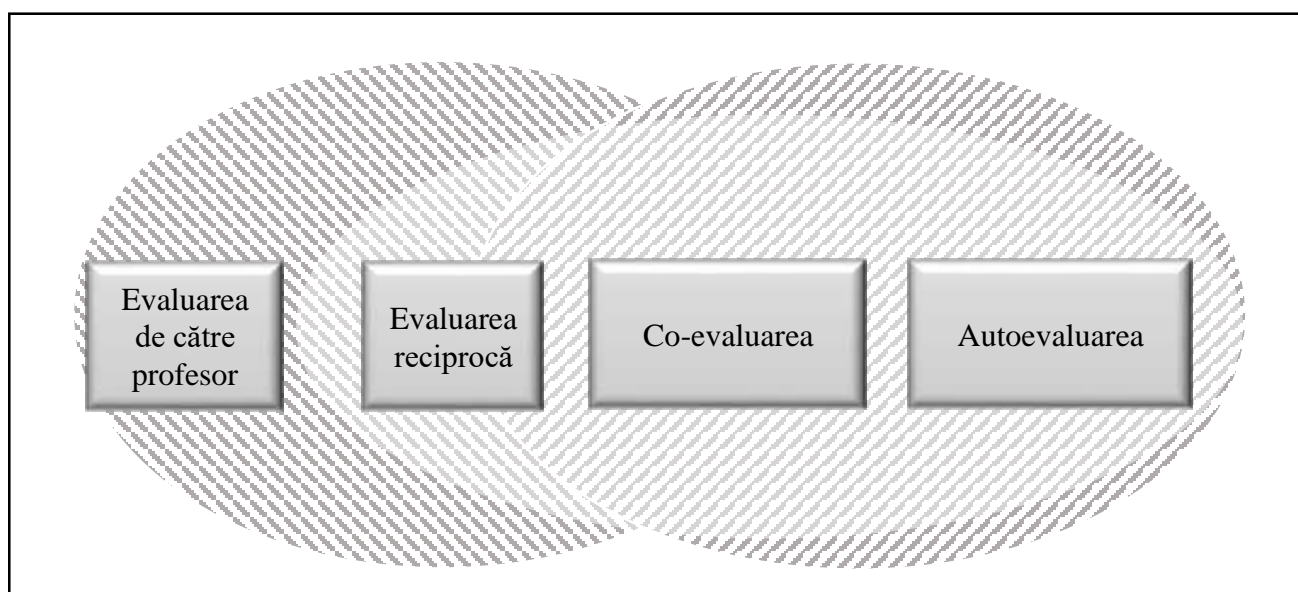 Evaluarea
de către
profesor
Evaluarea
reciprocă
Co-evaluarea
Autoevaluarea